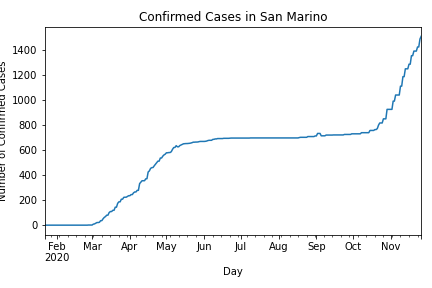 Confirmed Cases in San Marino
Number of Confirmed Cases
1400
1200
1000
800
600
400
200
0
Feb Mar Apr May Jun Jul Aug Sep Oct Nov
2020
Day